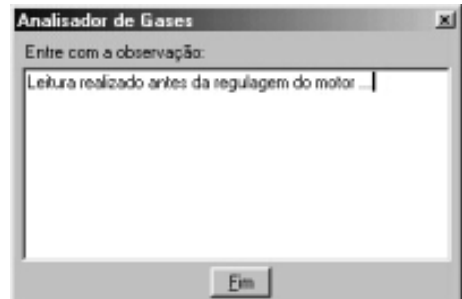 Analisador de Gases
Entre com a observação:
Leitura realizado antes da regulagem do motor ...
Fim